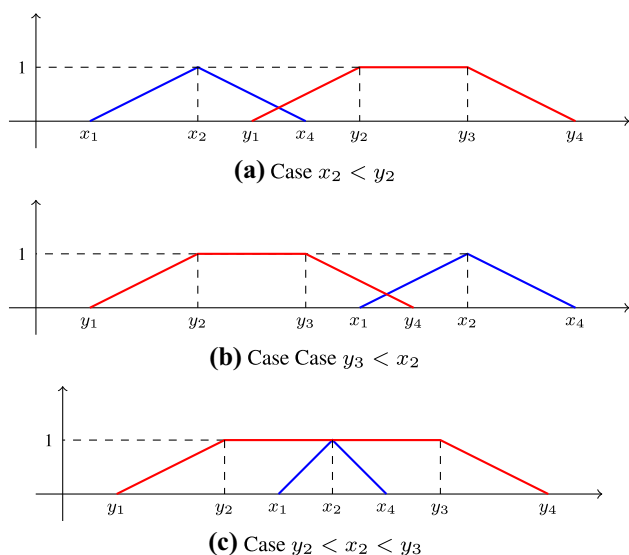 1
x₁ x₂ y₁ x₄ y₂ y₃ y₄
(a) Case x₂ < y₂
1
y₁ y₂ y₃ x₁ y₄ x₂ x₄
(b) Case Case y₃ < x₂
1
y₁ y₂ x₁ x₂ x₄ y₃ y₄
(c) Case y₂ < x₂ < y₃